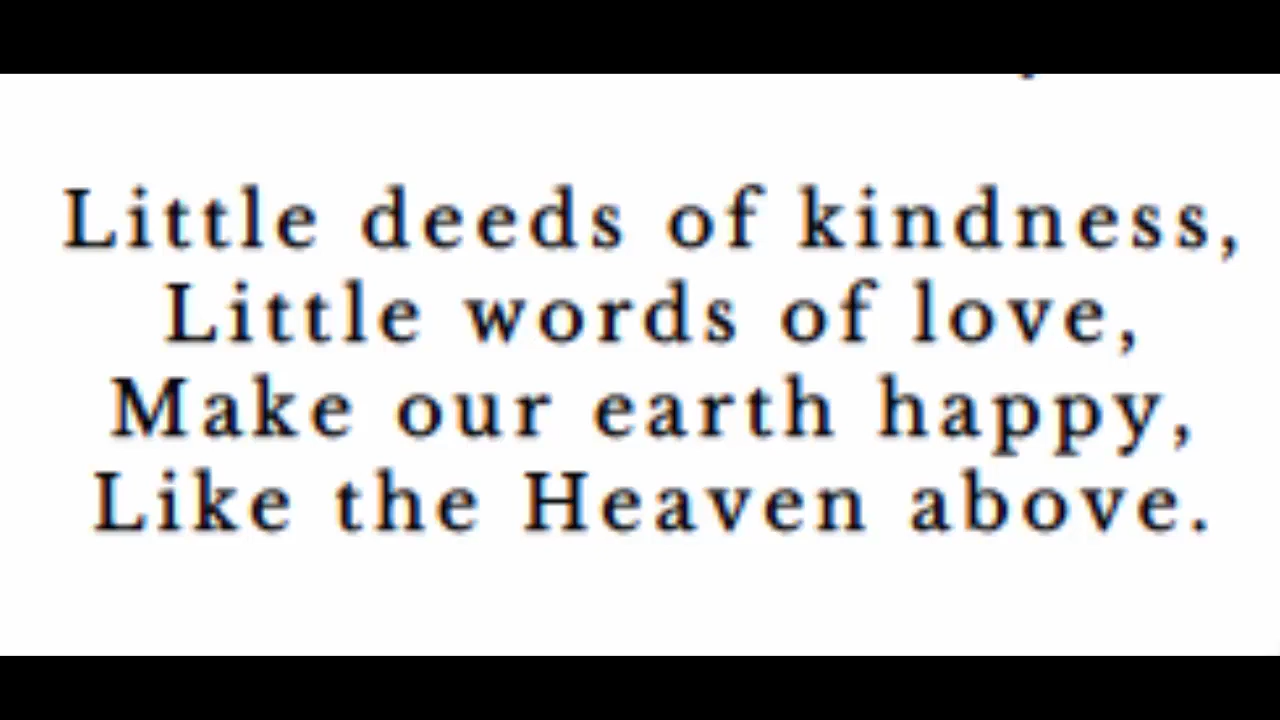 Little deeds of kindness,
Little words of love,
Make our earth happy,
Like the Heaven above.